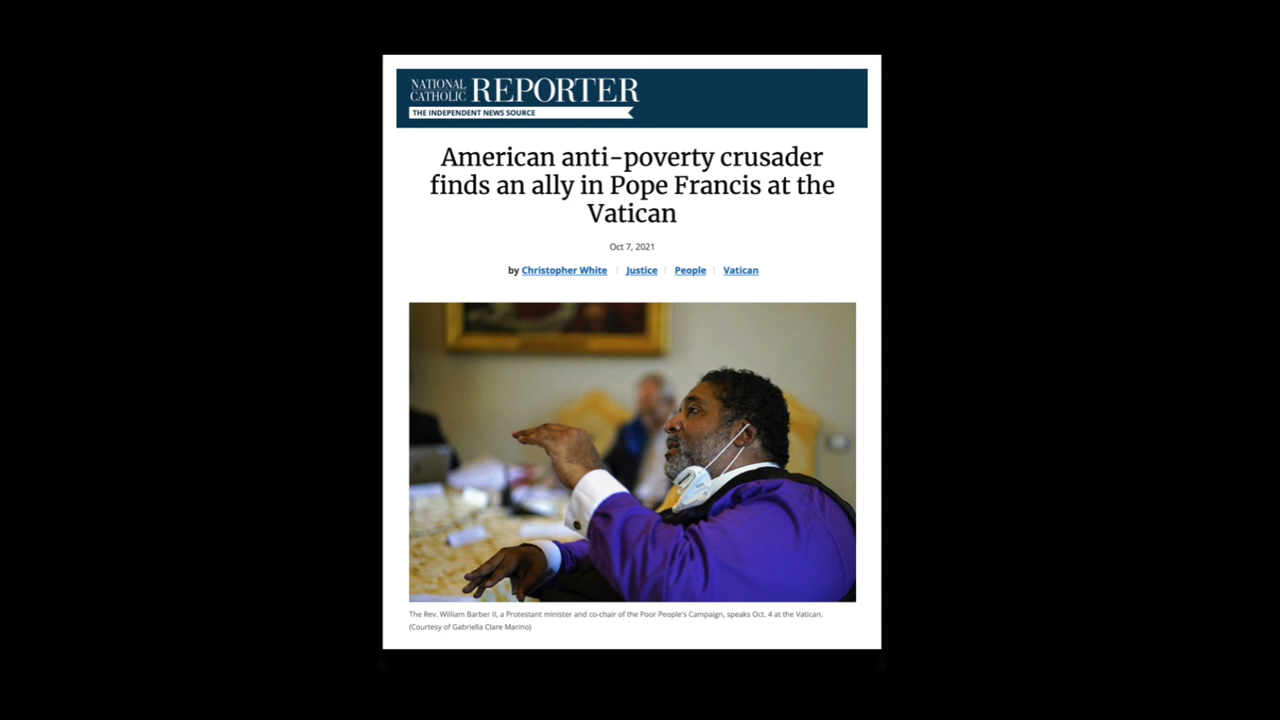 NATIONAL
CATHOLIC
REPORTER
THE INDEPENDENT NEWS SOURCE
American anti-poverty crusader
finds an ally in Pope Francis at the
Vatican
Oct 7, 2021
by Christopher White | Justice | People | Vatican
The Rev. William Barber II, a Protestant minister and co-chair of the Poor People's Campaign, speaks Oct. 4 at the Vatican.
(Courtesy of Gabriella Clare Marino)